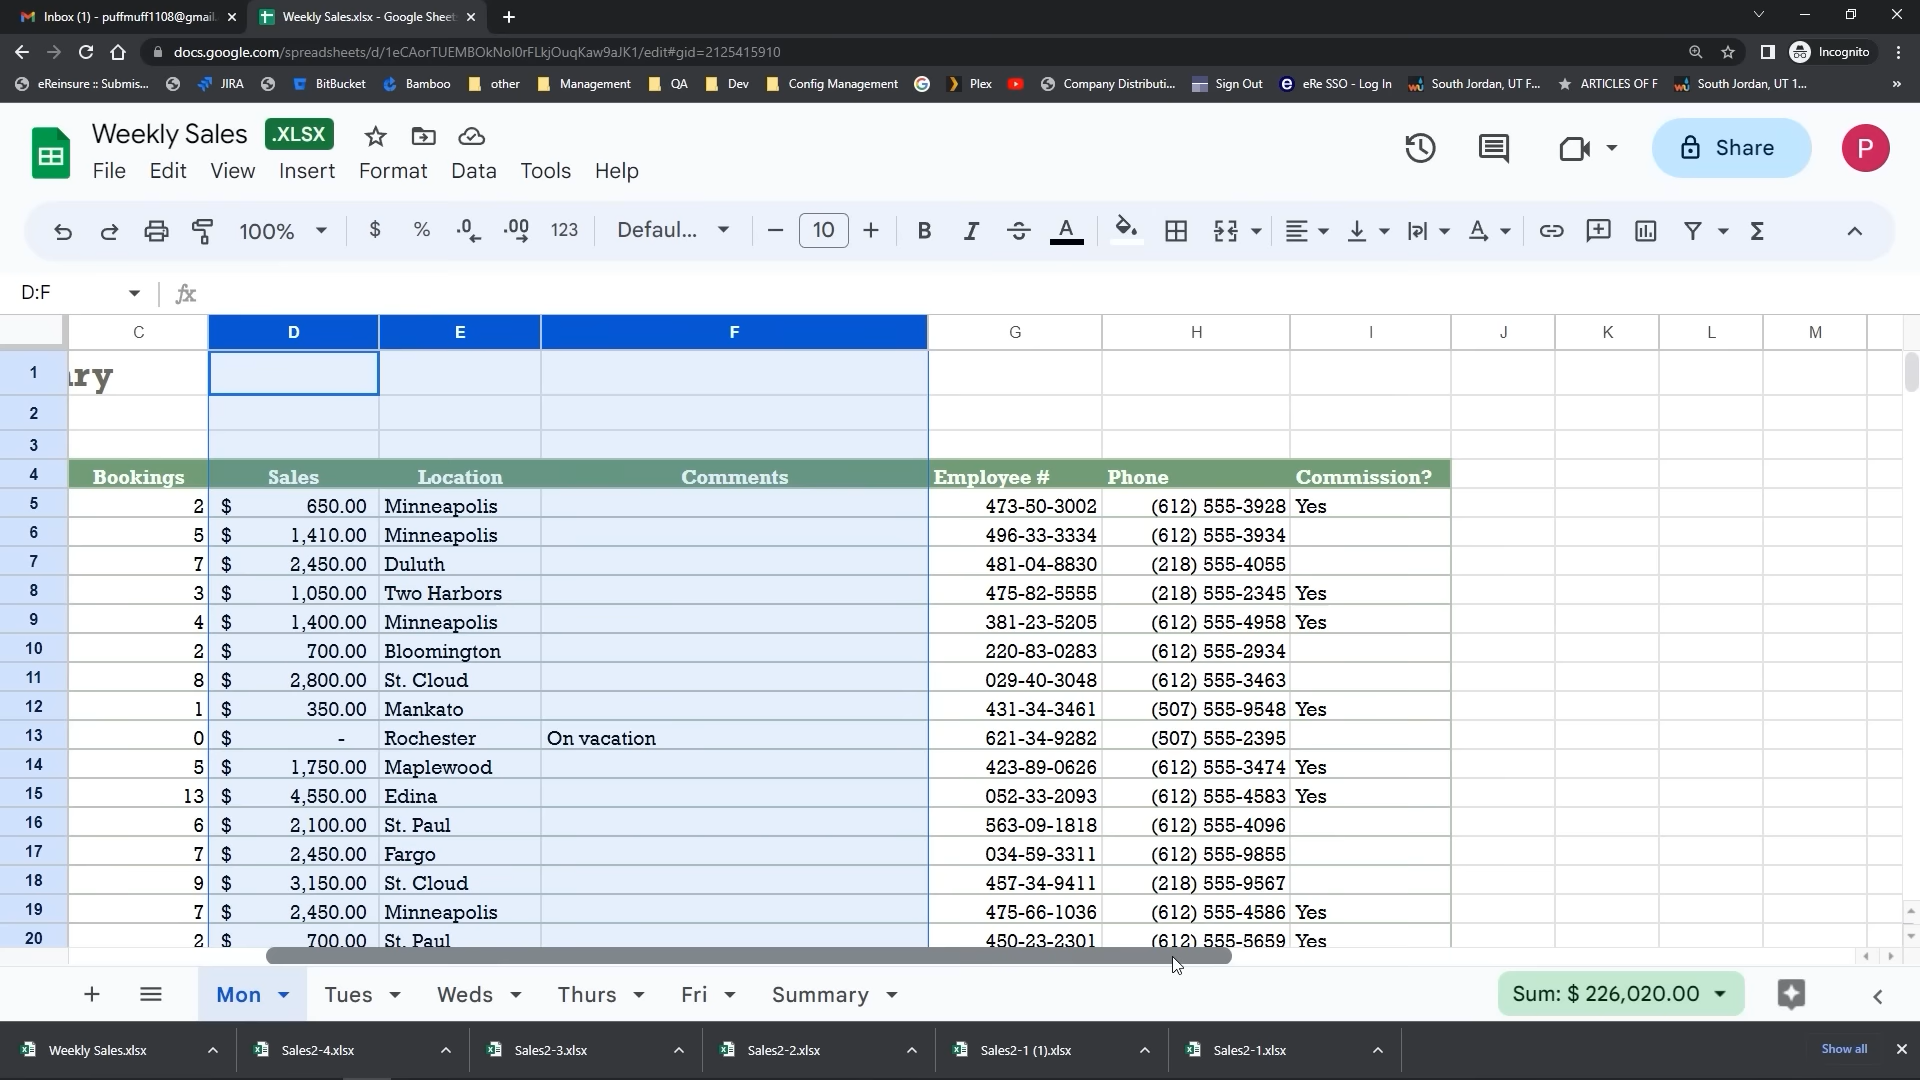 Inbox (1) - puffmuff1108@gmail. Weekly Sales.xlsx - Google Sheet
docs.google.com/spreadsheets/d/1eCAorTUEMBOkNoI0rFLkjOuqKaw9aJK1/edit#gid=2125415910 Incognito
eReinsure :: Submis... JIRA BitBucket Bamboo other Management QA Dev Config Management Plex Company Distributi... Sign Out eRe SSO - Log In South Jordan, UT F... ARTICLES OF F South Jordan, UT 1... »
Weekly Sales .XLSX
Share P
File Edit View Insert Format Data Tools Help
100% $ % .0 .00 123 Defaul... 10 B I S A Σ
D:F fx
C D E F G H I J K L M
1 ary
2
3
4 Bookings Sales Location Comments Employee # Phone Commission?
5 2 $ 650.00 Minneapolis 473-50-3002 (612) 555-3928 Yes
6 5 $ 1,410.00 Minneapolis 496-33-3334 (612) 555-3934
7 7 $ 2,450.00 Duluth 481-04-8830 (218) 555-4055
8 3 $ 1,050.00 Two Harbors 475-82-5555 (218) 555-2345 Yes
9 4 $ 1,400.00 Minneapolis 381-23-5205 (612) 555-4958 Yes
10 2 $ 700.00 Bloomington 220-83-0283 (612) 555-2934
11 8 $ 2,800.00 St. Cloud 029-40-3048 (612) 555-3463
12 1 $ 350.00 Mankato 431-34-3461 (507) 555-9548 Yes
13 0 $ - Rochester On vacation 621-34-9282 (507) 555-2395
14 5 $ 1,750.00 Maplewood 423-89-0626 (612) 555-3474 Yes
15 13 $ 4,550.00 Edina 052-33-2093 (612) 555-4583 Yes
16 6 $ 2,100.00 St. Paul 563-09-1818 (612) 555-4096
17 7 $ 2,450.00 Fargo 034-59-3311 (612) 555-9855
18 9 $ 3,150.00 St. Cloud 457-34-9411 (218) 555-9567
19 7 $ 2,450.00 Minneapolis 475-66-1036 (612) 555-4586 Yes
20 2 $ 700.00 St. Paul 450-23-2301 (612) 555-5659 Yes
Mon Tues Weds Thurs Fri Summary Sum: $ 226,020.00
Weekly Sales.xlsx Sales2-4.xlsx Sales2-3.xlsx Sales2-2.xlsx Sales2-1 (1).xlsx Sales2-1.xlsx Show all